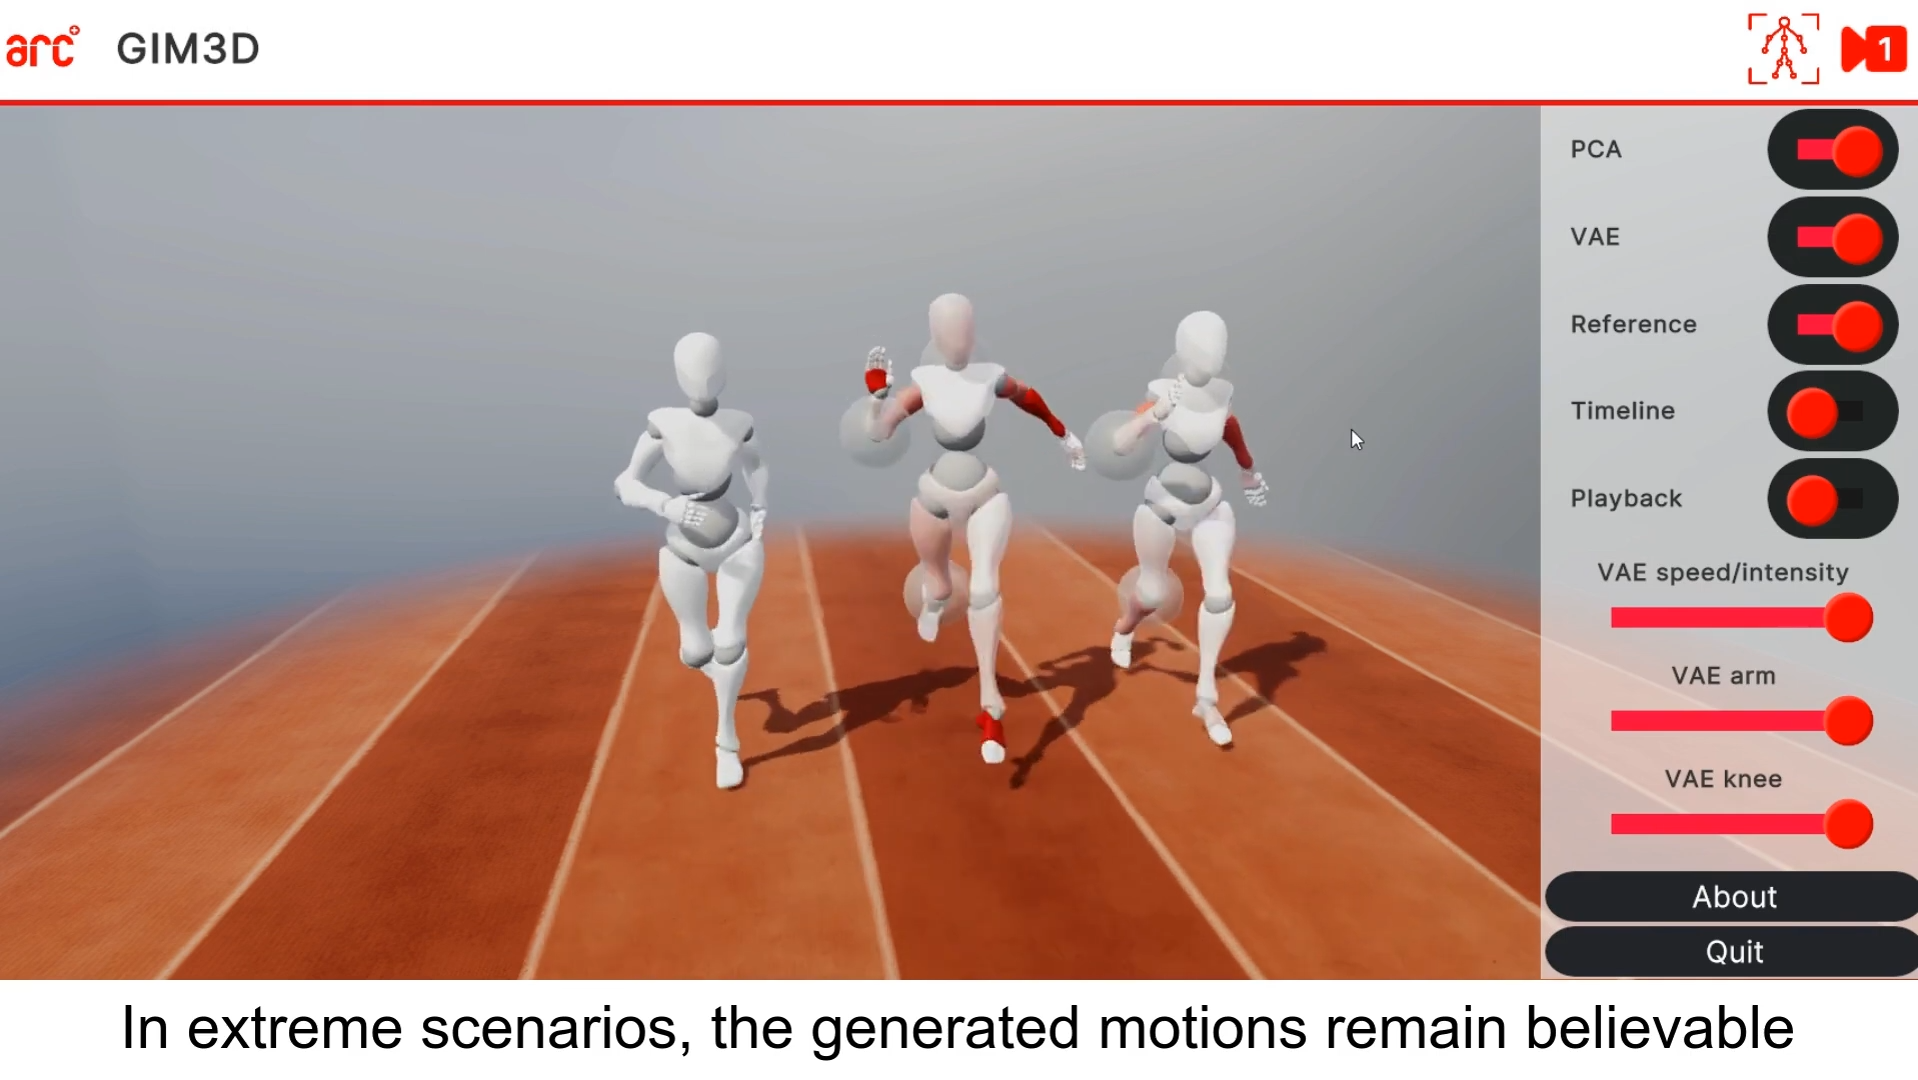 arc
GIM3D
1
PCA
VAE
Reference
Timeline
Playback
VAE speed/intensity
VAE arm
VAE knee
About
Quit
In extreme scenarios, the generated motions remain believable